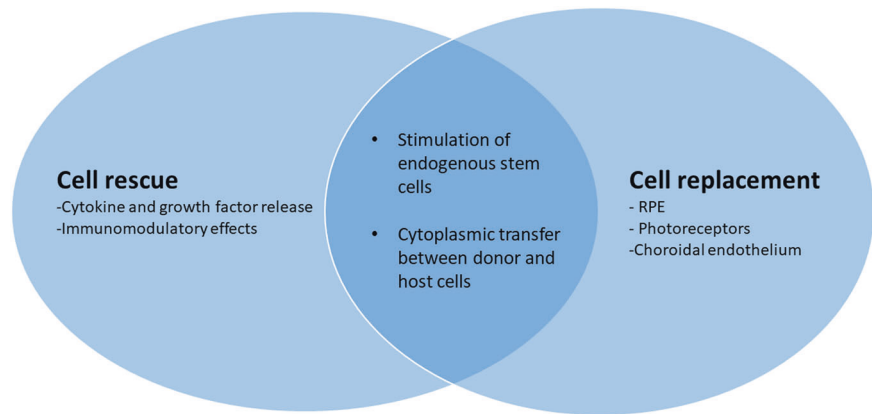 Cell rescue
-Cytokine and growth factor release
-Immunomodulatory effects
• Stimulation of
endogenous stem
cells
• Cytoplasmic transfer
between donor and
host cells
Cell replacement
- RPE
- Photoreceptors
-Choroidal endothelium